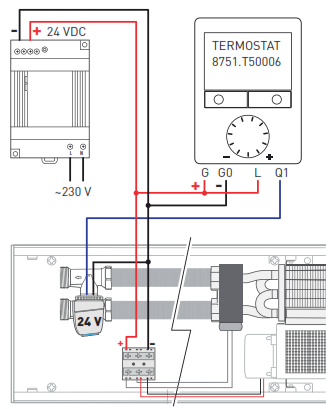 - + 24 VDC
TERMOSTAT
8751.T50006
L N
~230 V
- +
G G0 L Q1
+ -
24 V
+ -